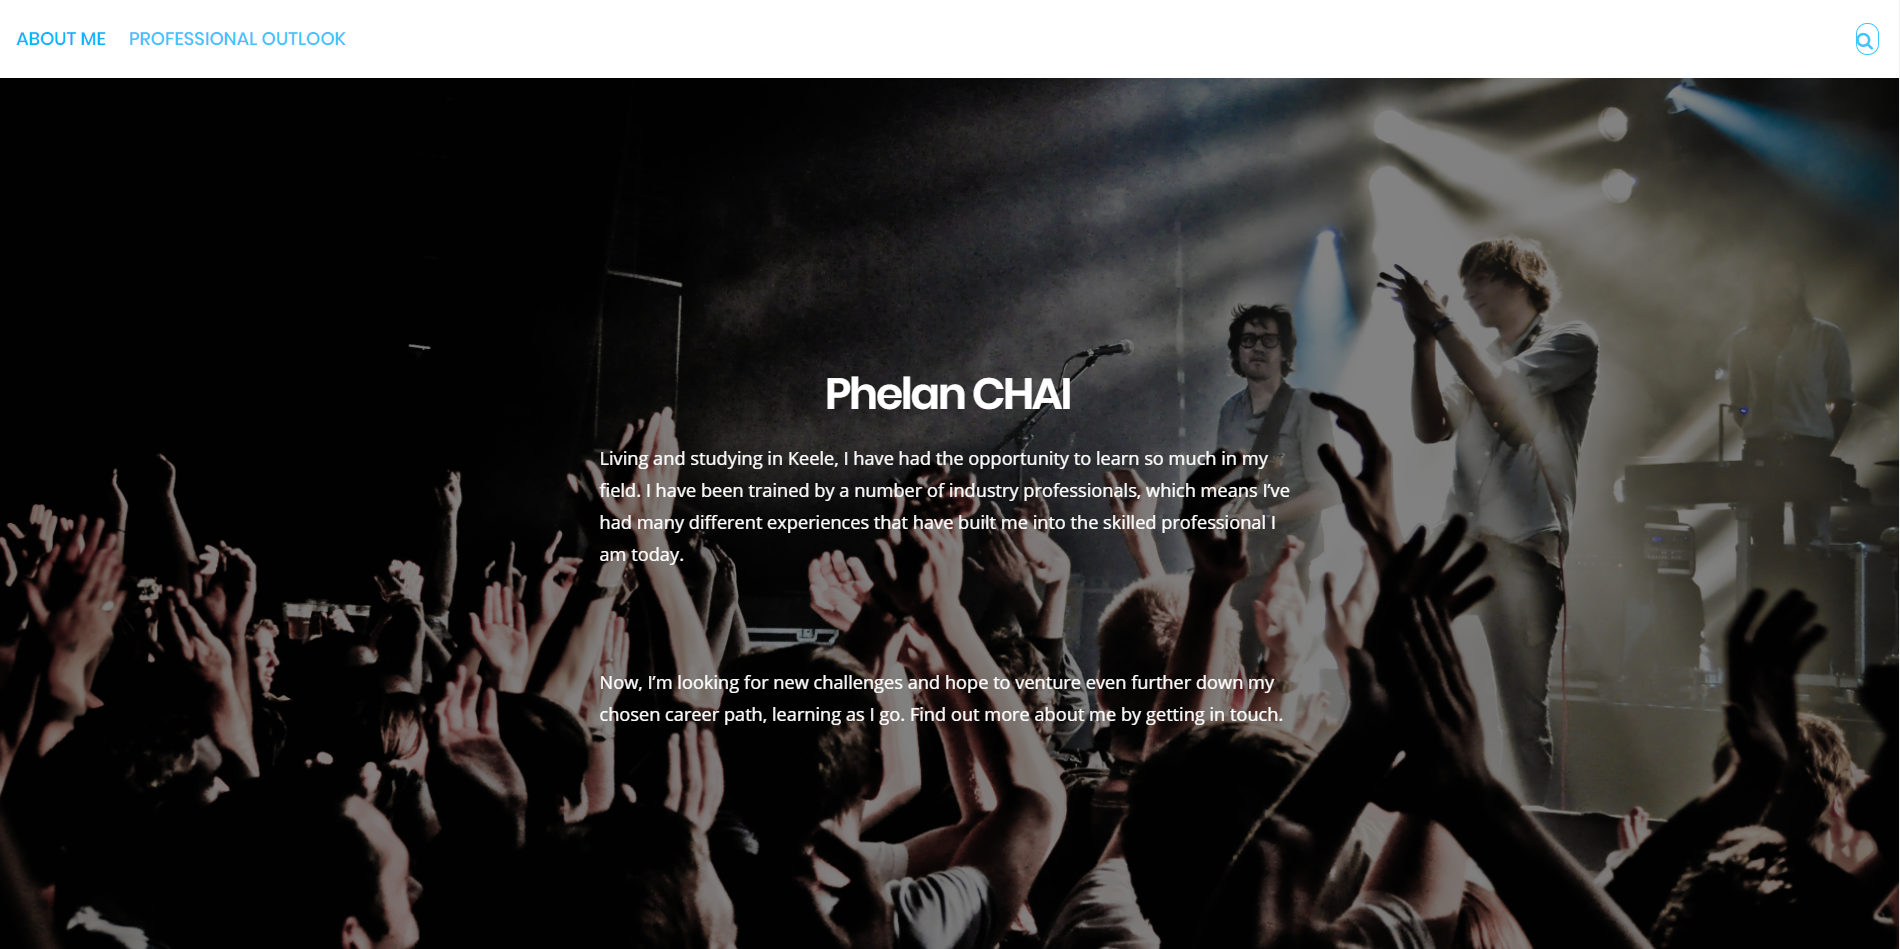 ABOUT ME
PROFESSIONAL OUTLOOK
Phelan CHAI
Living and studying in Keele, I have had the opportunity to learn so much in my
field. I have been trained by a number of industry professionals, which means I’ve
had many different experiences that have built me into the skilled professional I
am today.
Now, I’m looking for new challenges and hope to venture even further down my
chosen career path, learning as I go. Find out more about me by getting in touch.